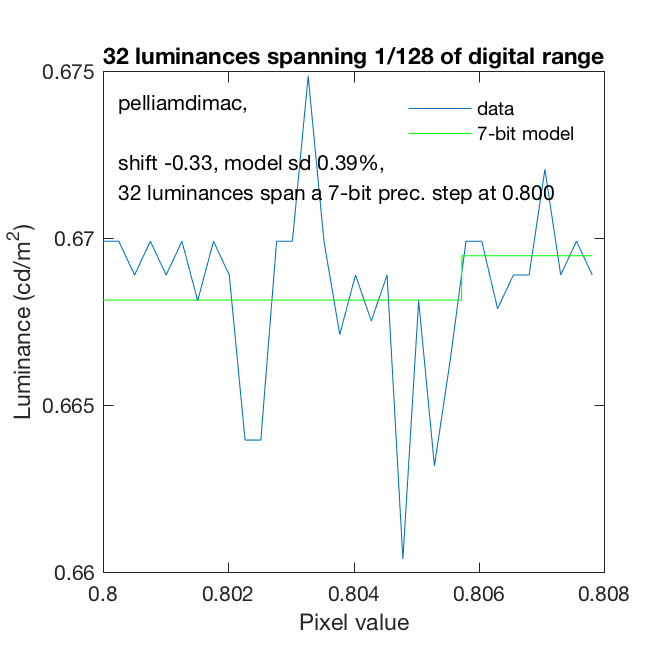 32 luminances spanning 1/128 of digital range
0.675
pelliamdimac,
data
7-bit model
shift -0.33, model sd 0.39%,
32 luminances span a 7-bit prec. step at 0.800
0.67
Luminance (cd/m²)
0.665
0.66
0.8 0.802 0.804 0.806 0.808
Pixel value